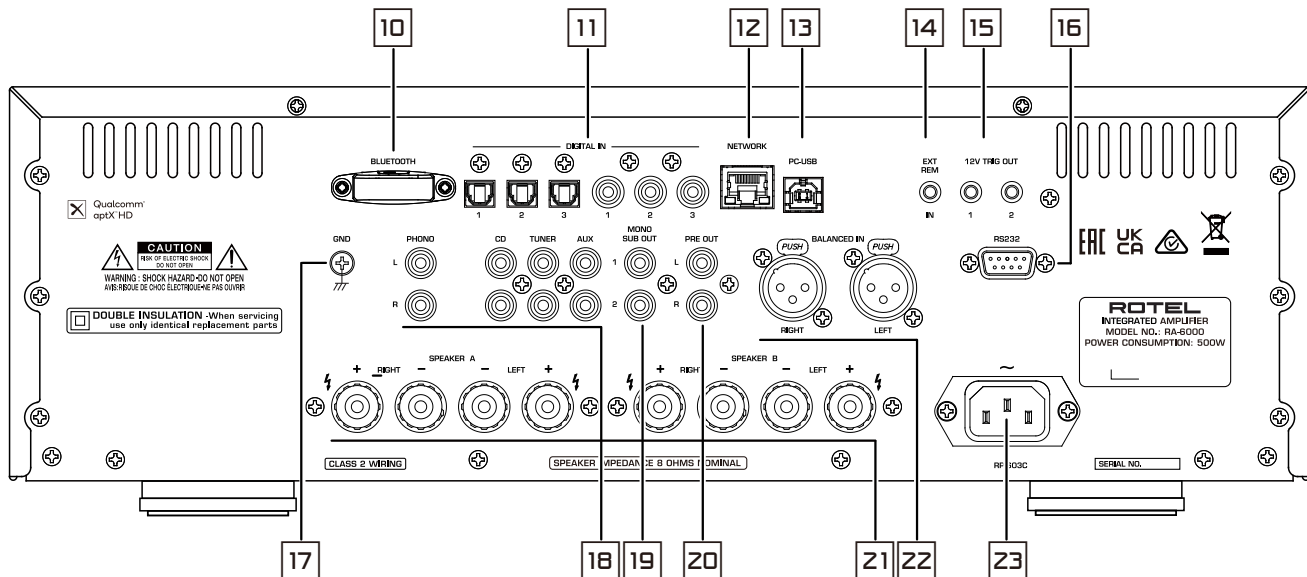 10
11
12
13
14
15
16
BLUETOOTH
DIGITAL IN
NETWORK
PC-USB
EXT
REM
12V TRIG OUT
Qualcomm
aptX HD
1 2 3 1 2 3
IN 1 2
GND
PHONO
CD TUNER AUX
MONO
SUB OUT
PRE OUT
PUSH
BALANCED IN
PUSH
RS232
EAC
UK
CA
CAUTION
RISK OF ELECTRIC SHOCK
DO NOT OPEN
WARNING : SHOCK HAZARD•DO NOT OPEN
AVIS:RISQUE DE CHOC ÉLECTRIQUE•NE PAS OUVRIR
L
R
1
2
L
R
RIGHT
LEFT
DOUBLE INSULATION -When servicing
use only identical replacement parts
ROTEL
INTEGRATED AMPLIFIER
MODEL NO.: RA-6000
POWER CONSUMPTION: 500W
SPEAKER A
+ RIGHT − − LEFT +
SPEAKER B
+ RIGHT − − LEFT +
~
CLASS 2 WIRING
SPEAKER IMPEDANCE 8 OHMS NOMINAL
SERIAL NO.
17
18
19
20
21
22
23